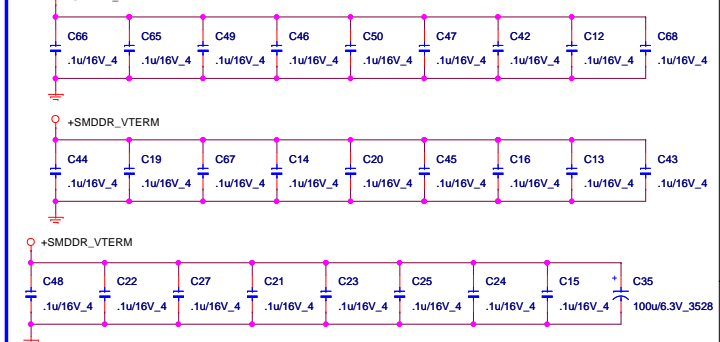 C66 C65 C49 C46 C50 C47 C42 C12 C68
.1u/16V_4 .1u/16V_4 .1u/16V_4 .1u/16V_4 .1u/16V_4 .1u/16V_4 .1u/16V_4 .1u/16V_4 .1u/16V_4
+SMDDR_VTERM
C44 C19 C67 C14 C20 C45 C16 C13 C43
.1u/16V_4 .1u/16V_4 .1u/16V_4 .1u/16V_4 .1u/16V_4 .1u/16V_4 .1u/16V_4 .1u/16V_4 .1u/16V_4
+SMDDR_VTERM
C48 C22 C27 C21 C23 C25 C24 C15 + C35
.1u/16V_4 .1u/16V_4 .1u/16V_4 .1u/16V_4 .1u/16V_4 .1u/16V_4 .1u/16V_4 .1u/16V_4 100u/6.3V_3528